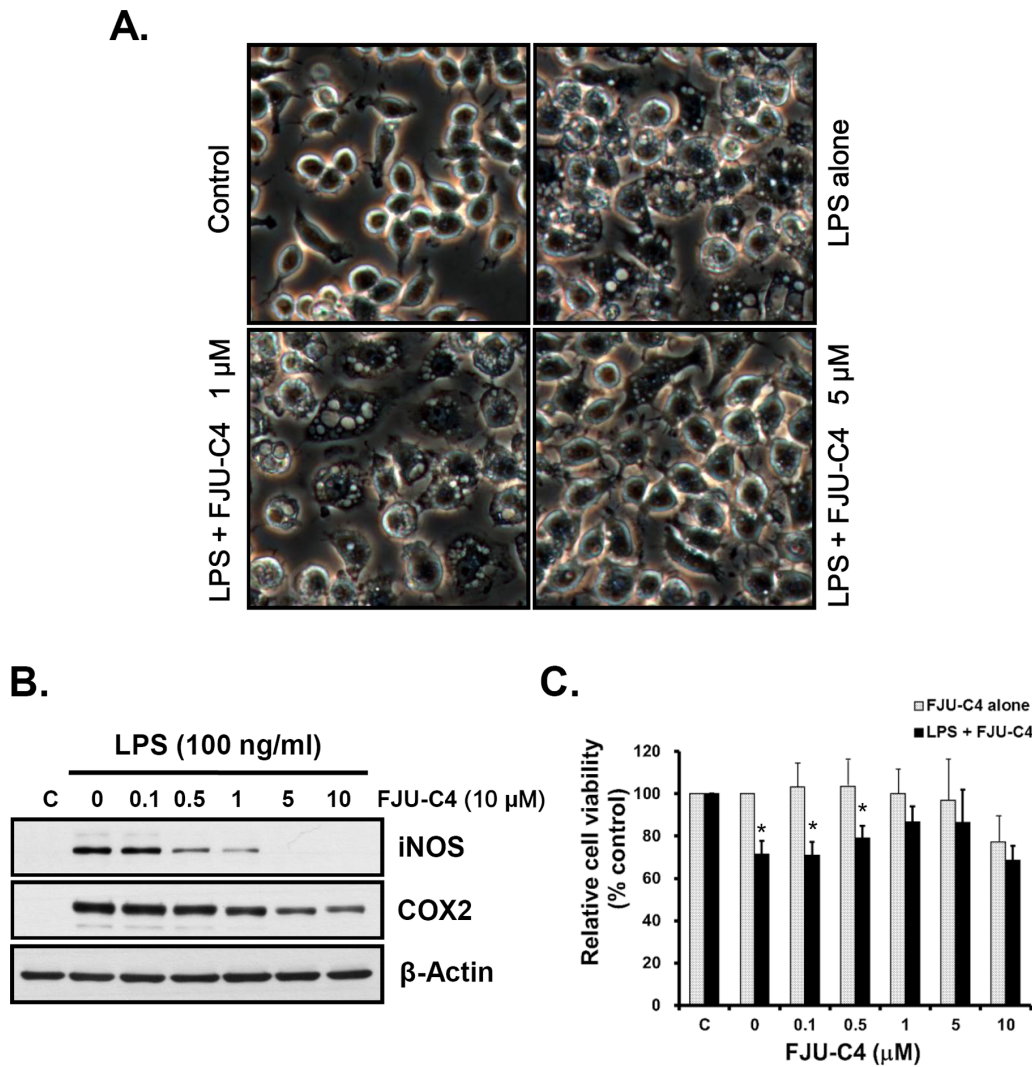 A.
Control
LPS alone
LPS + FJU-C4 1 µM
LPS + FJU-C4 5 µM
B.
LPS (100 ng/ml)
C 0 0.1 0.5 1 5 10 FJU-C4 (10 µM)
iNOS
COX2
β-Actin
C.
FJU-C4 alone
LPS + FJU-C4
Relative cell viability
(% control)
120
100
80
60
40
20
0
* * *
C 0 0.1 0.5 1 5 10
FJU-C4 (µM)